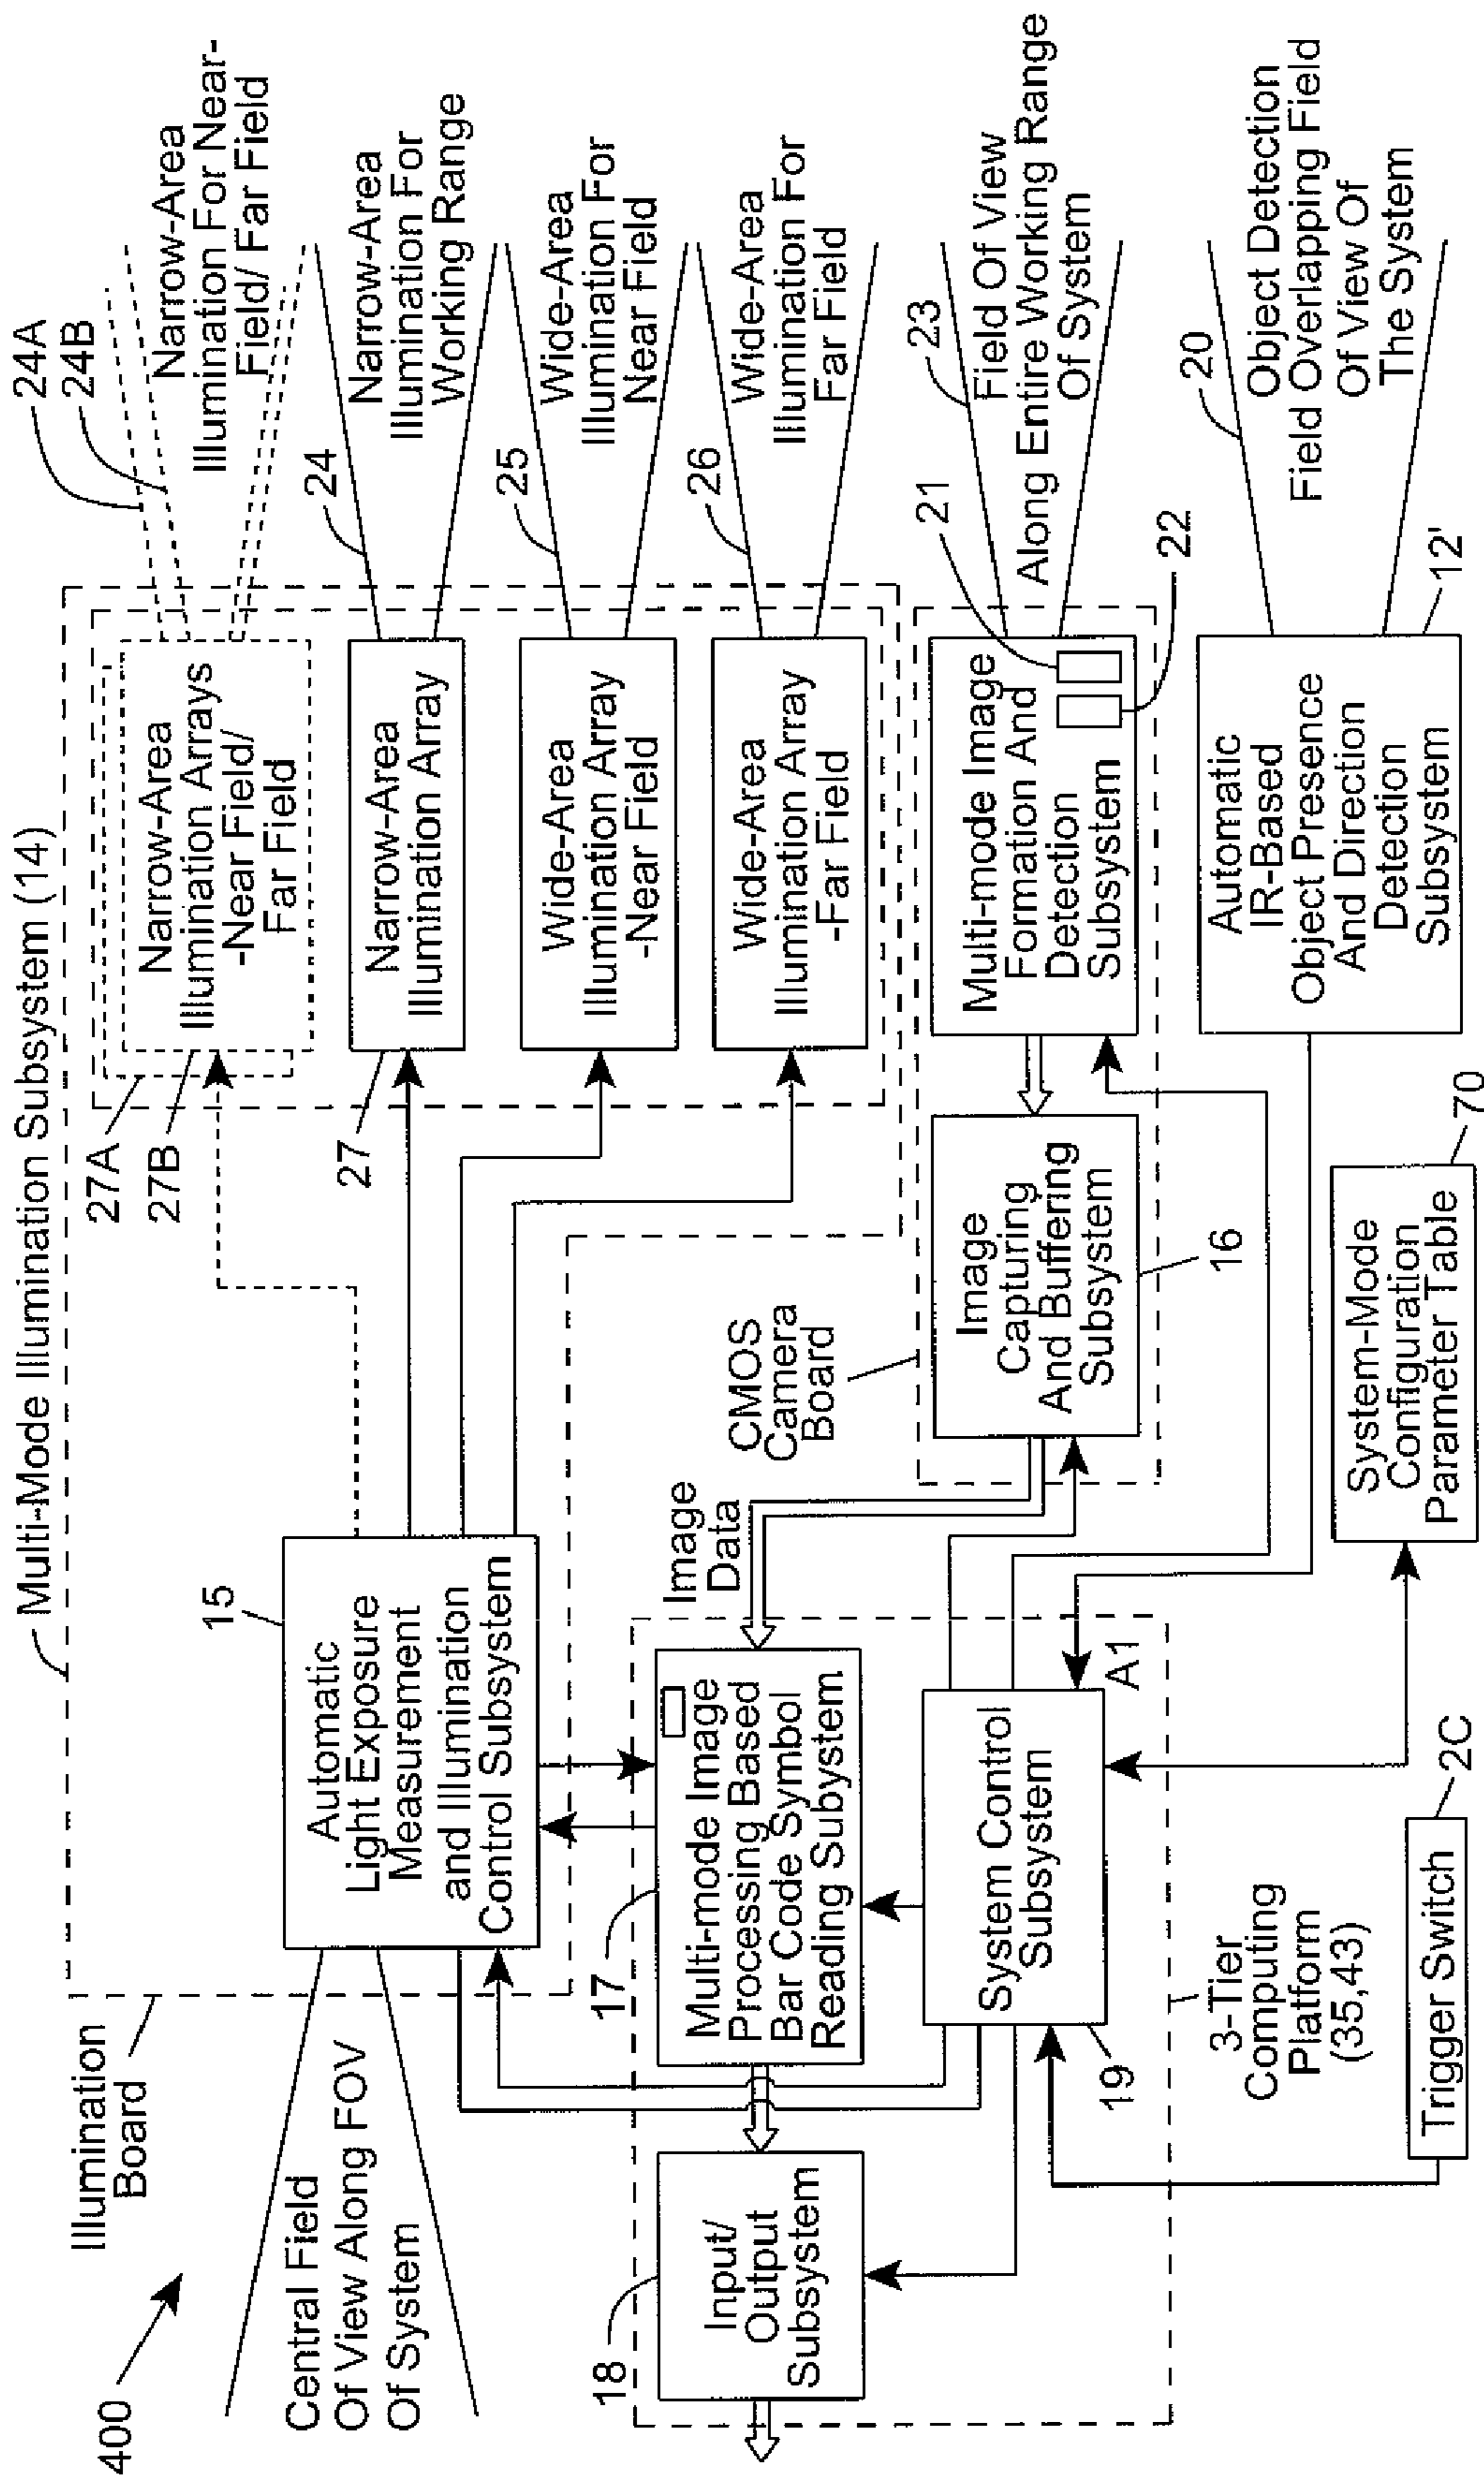 Multi-Mode Illumination Subsystem (14)
400
Illumination
Board
Central Field
Of View Along FOV
Of System
15
Automatic
Light Exposure
Measurement
and Illumination
Control Subsystem
27A
27B
Narrow-Area
Illumination Arrays
-Near Field/
Far Field
24A
24B
Narrow-Area
Illumination For Near-
Field/ Far Field
27
Narrow-Area
Illumination Array
24
Narrow-Area
Illumination For
Working Range
Wide-Area
Illumination Array
-Near Field
25
Wide-Area
Illumination For
Near Field
Wide-Area
Illumination Array
-Far Field
26
Wide-Area
Illumination For
Far Field
18
Input/
Output
Subsystem
17
Multi-mode Image
Processing Based
Bar Code Symbol
Reading Subystem
Image
Data
CMOS
Camera
Board
Image
Capturing
And Buffering
Subsystem
16
Multi-mode Image
Formation And
Detection
Subsystem
21
22
23
Field Of View
Along Entire Working Range
Of System
System Control
Subsystem
19
A1
3-Tier
Computing
Platform
(35,43)
Automatic
IR-Based
Object Presence
And Direction
Detection
Subsystem
12'
20
Object Detection
Field Overlapping Field
Of View Of
The System
Trigger Switch
2C
System-Mode
Configuration
Parameter Table
70